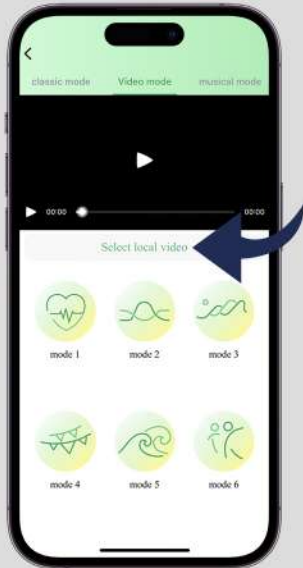 classic mode Video mode musical mode
00:00 00:00
Select local video
mode 1 mode 2 mode 3
mode 4 mode 5 mode 6